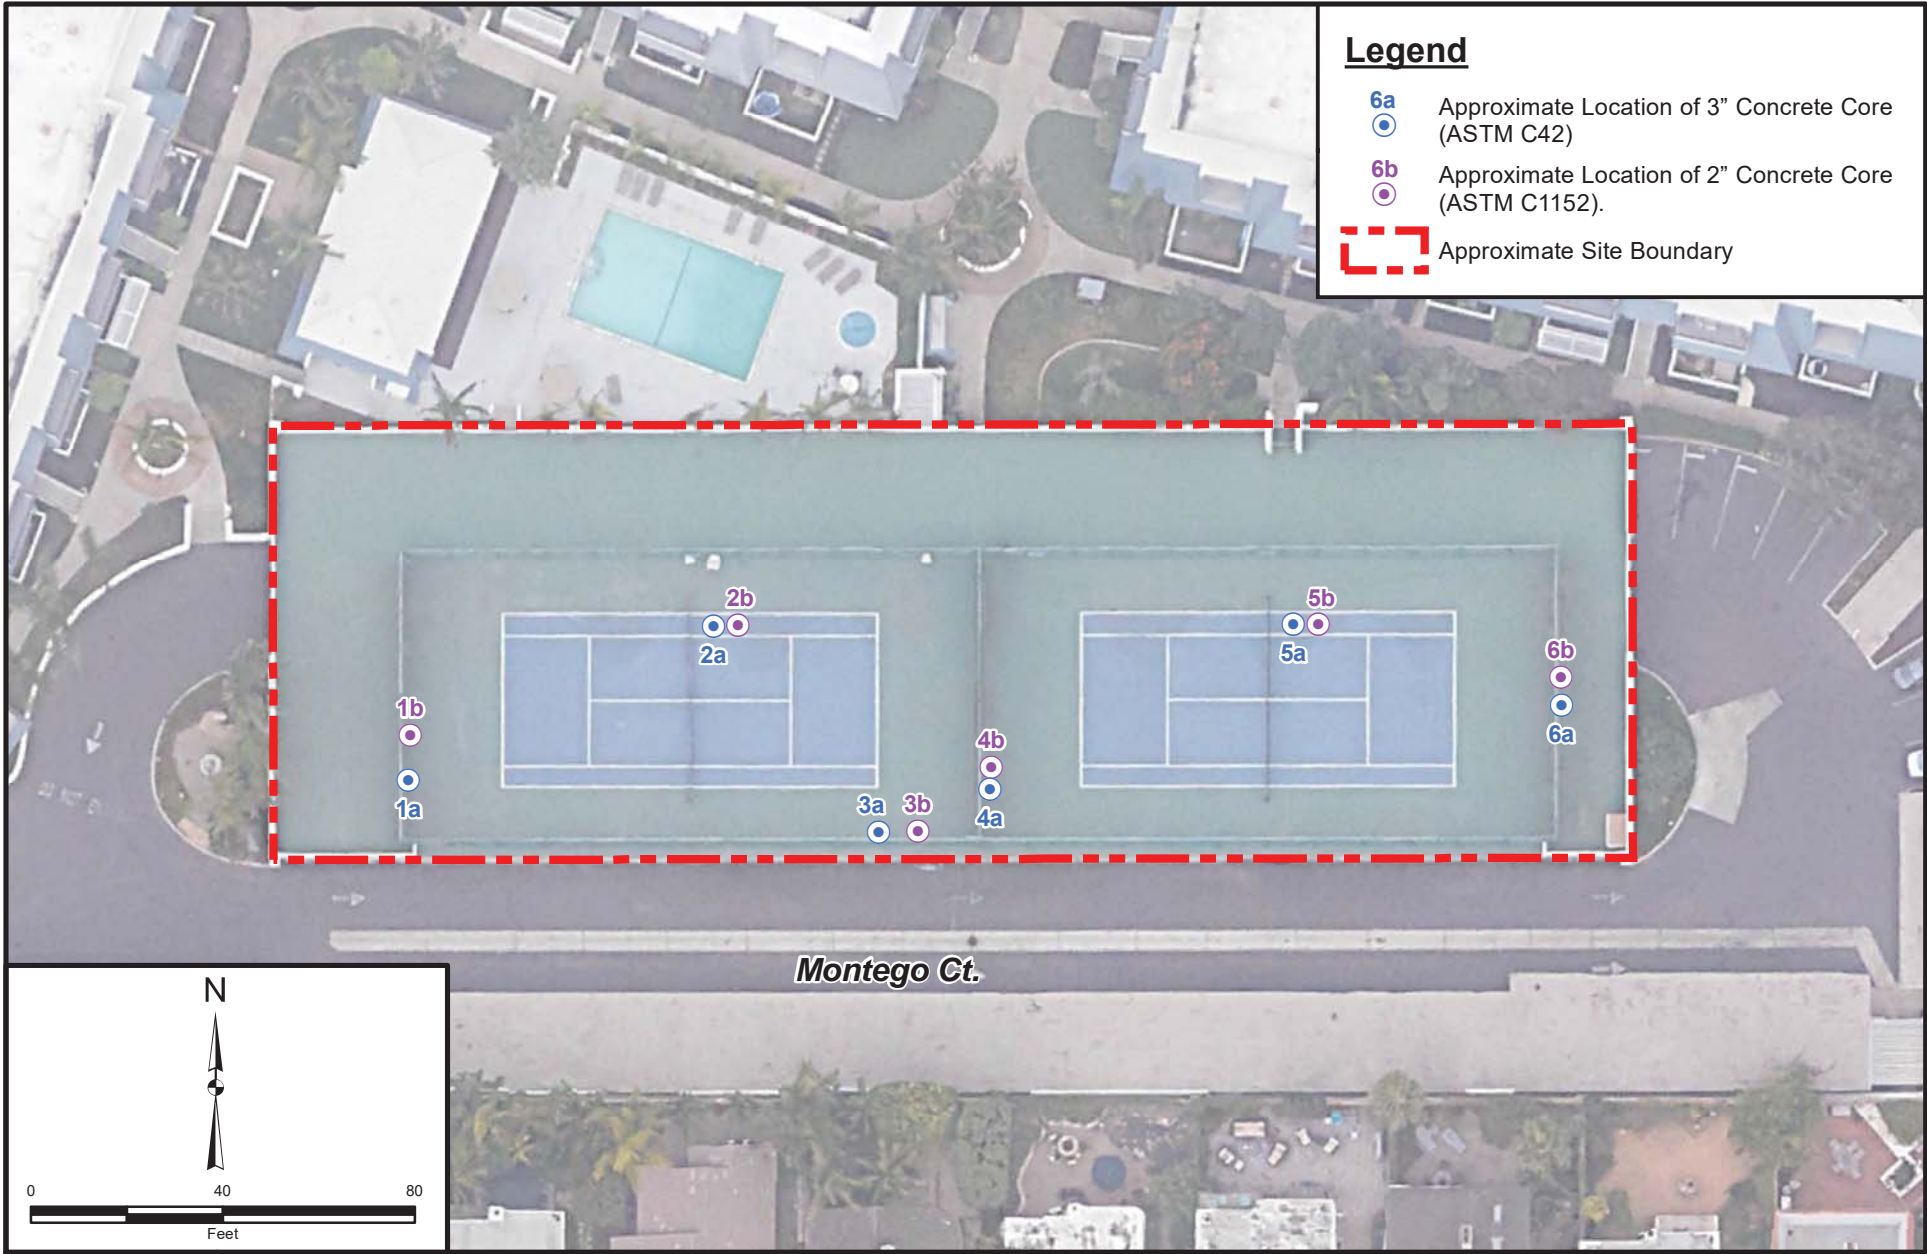 Legend
6a
Approximate Location of 3” Concrete Core
(ASTM C42)
6b
Approximate Location of 2” Concrete Core
(ASTM C1152).
Approximate Site Boundary
2b
5b
2a
5a
6b
1b
6a
4b
1a
3a
3b
4a
Montego Ct.
N
0 40 80
Feet